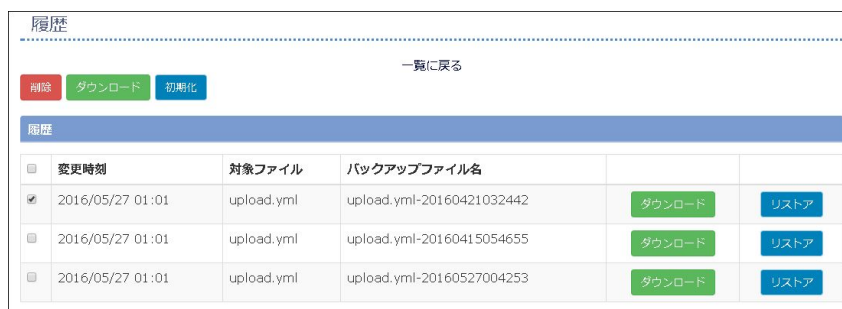 履歴
一覧に戻る
削除 ダウンロード 初期化
履歴
変更時刻 対象ファイル バックアップファイル名
2016/05/27 01:01 upload.yml upload.yml-20160421032442 ダウンロード リストア
2016/05/27 01:01 upload.yml upload.yml-20160415054655 ダウンロード リストア
2016/05/27 01:01 upload.yml upload.yml-20160527004253 ダウンロード リストア